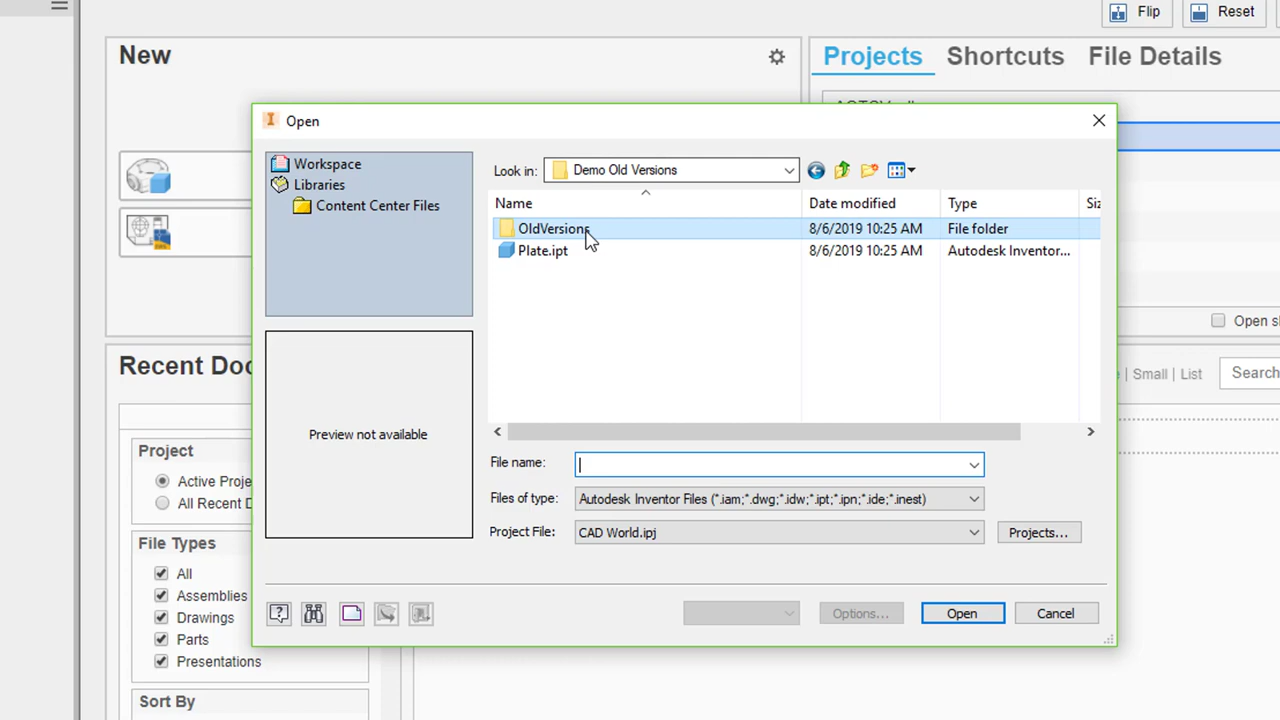 Flip
Reset
New
Projects
Shortcuts
File Details
Open
Workspace
Libraries
Content Center Files
Look in:
Demo Old Versions
Name
Date modified
Type
OldVersions
8/6/2019 10:25 AM
File folder
Plate.ipt
8/6/2019 10:25 AM
Autodesk Inventor...
Preview not available
File name:
Files of type:
Autodesk Inventor Files (*.iam;*.dwg;*.idw;*.ipt;*.ipn;*.ide;*.inest)
Project File:
CAD World.ipj
Projects...
Options...
Open
Cancel
Open
Recent
| Small | List
Search
Project
Active
All Recent
File Types
All
Assemblies
Drawings
Parts
Presentations
Sort By